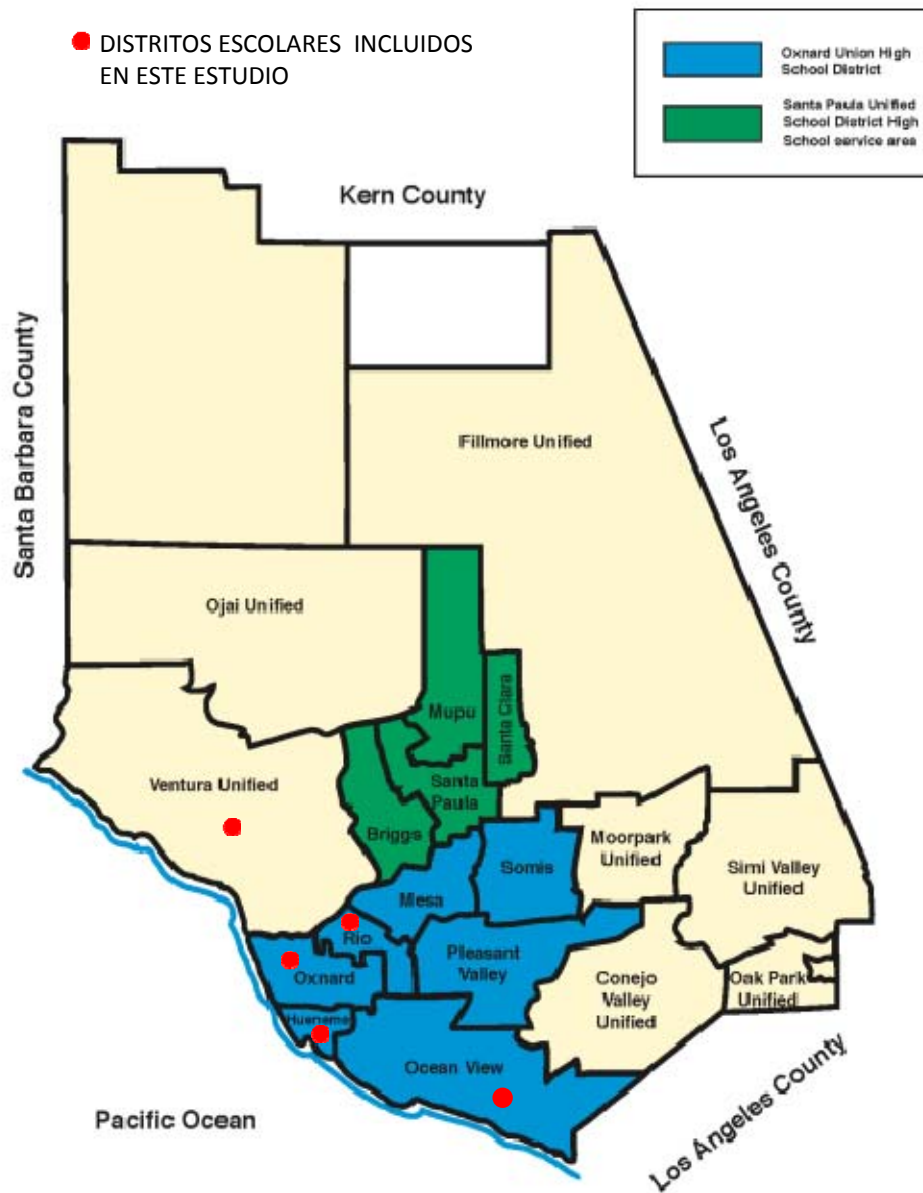 DISTRITOS ESCOLARES INCLUIDOS
EN ESTE ESTUDIO
Oxnard Union High
School District
Santa Paula Unified
School District High
School service area
Kern County
Santa Barbara County
Los Angeles County
Fillmore Unified
Ojai Unified
Mupu
Santa Clara
Ventura Unified
Santa
Paula
Briggs
Moorpark
Unified
Somis
Simi Valley
Unified
Mesa
Rio
Pleasant
Valley
Oxnard
Conejo
Valley
Unified
Oak Park
Unified
Hueneme
Ocean View
Pacific Ocean
Los Angeles County